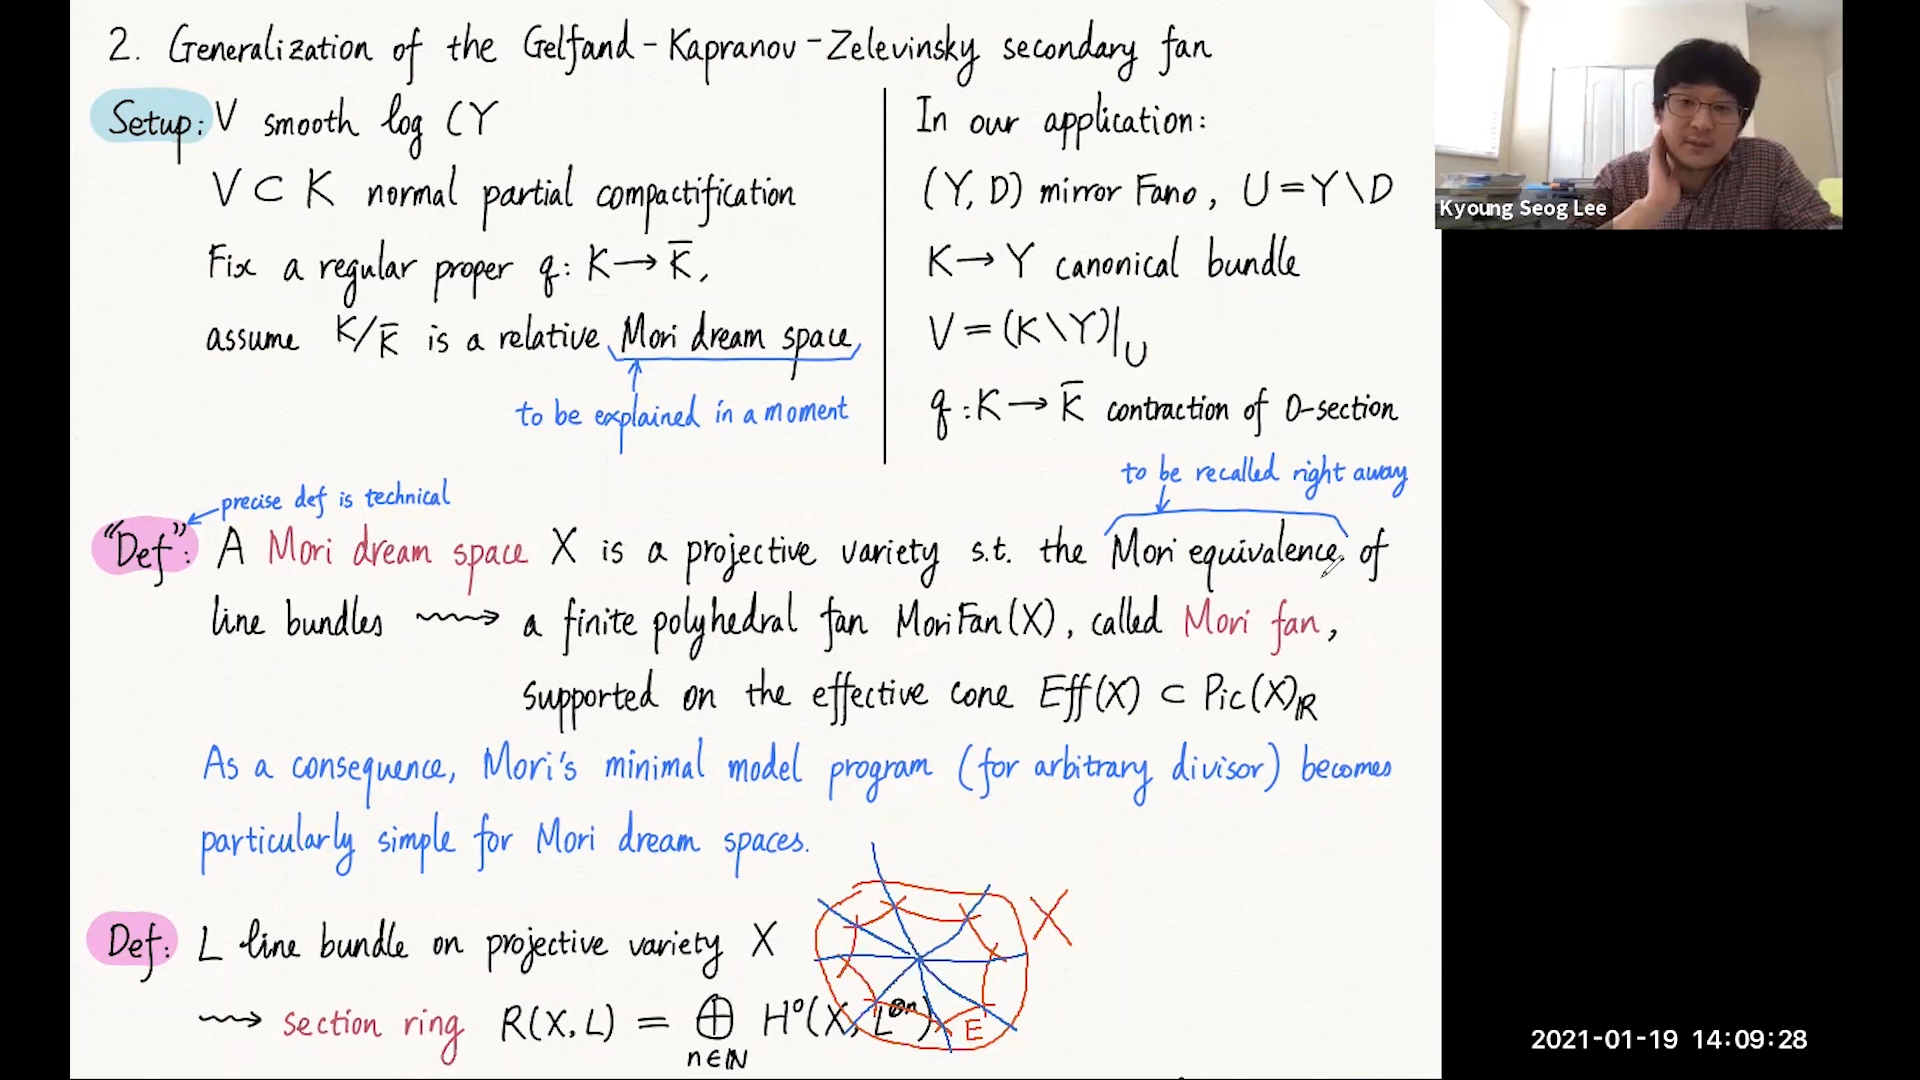 2. Generalization of the Gelfand-Kapranov-Zelevinsky secondary fan
Setup: V smooth log CY
V ⊂ K normal partial compactification
Fix a regular proper q: K → K̅,
assume K/K̅ is a relative Mori dream space
to be explained in a moment
In our application:
(Y, D) mirror Fano, U = Y\D
K → Y canonical bundle
V = (K\Y)|_U
q: K → K̅ contraction of 0-section
to be recalled right away
precise def is technical
"Def": A Mori dream space X is a projective variety s.t. the Mori equivalence of
line bundles ⇝ a finite polyhedral fan MoriFan(X), called Mori fan,
supported on the effective cone Eff(X) ⊂ Pic(X)_ℝ
As a consequence, Mori's minimal model program (for arbitrary divisor) becomes
particularly simple for Mori dream spaces.
X
Def: L line bundle on projective variety X
⇝ section ring R(X, L) = ⊕_{n∈ℕ} H⁰(X, L^{⊗n})
E
Kyoung Seog Lee
2021-01-19 14:09:28